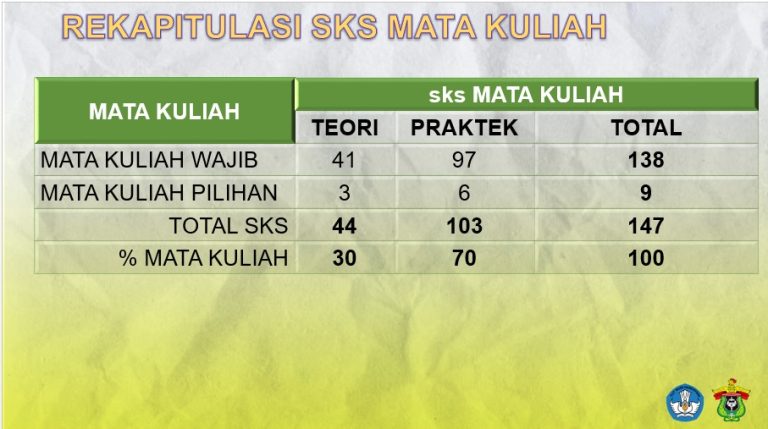 REKAPITULASI SKS MATA KULIAH
MATA KULIAH
sks MATA KULIAH
TEORI PRAKTEK TOTAL
MATA KULIAH WAJIB 41 97 138
MATA KULIAH PILIHAN 3 6 9
TOTAL SKS 44 103 147
% MATA KULIAH 30 70 100